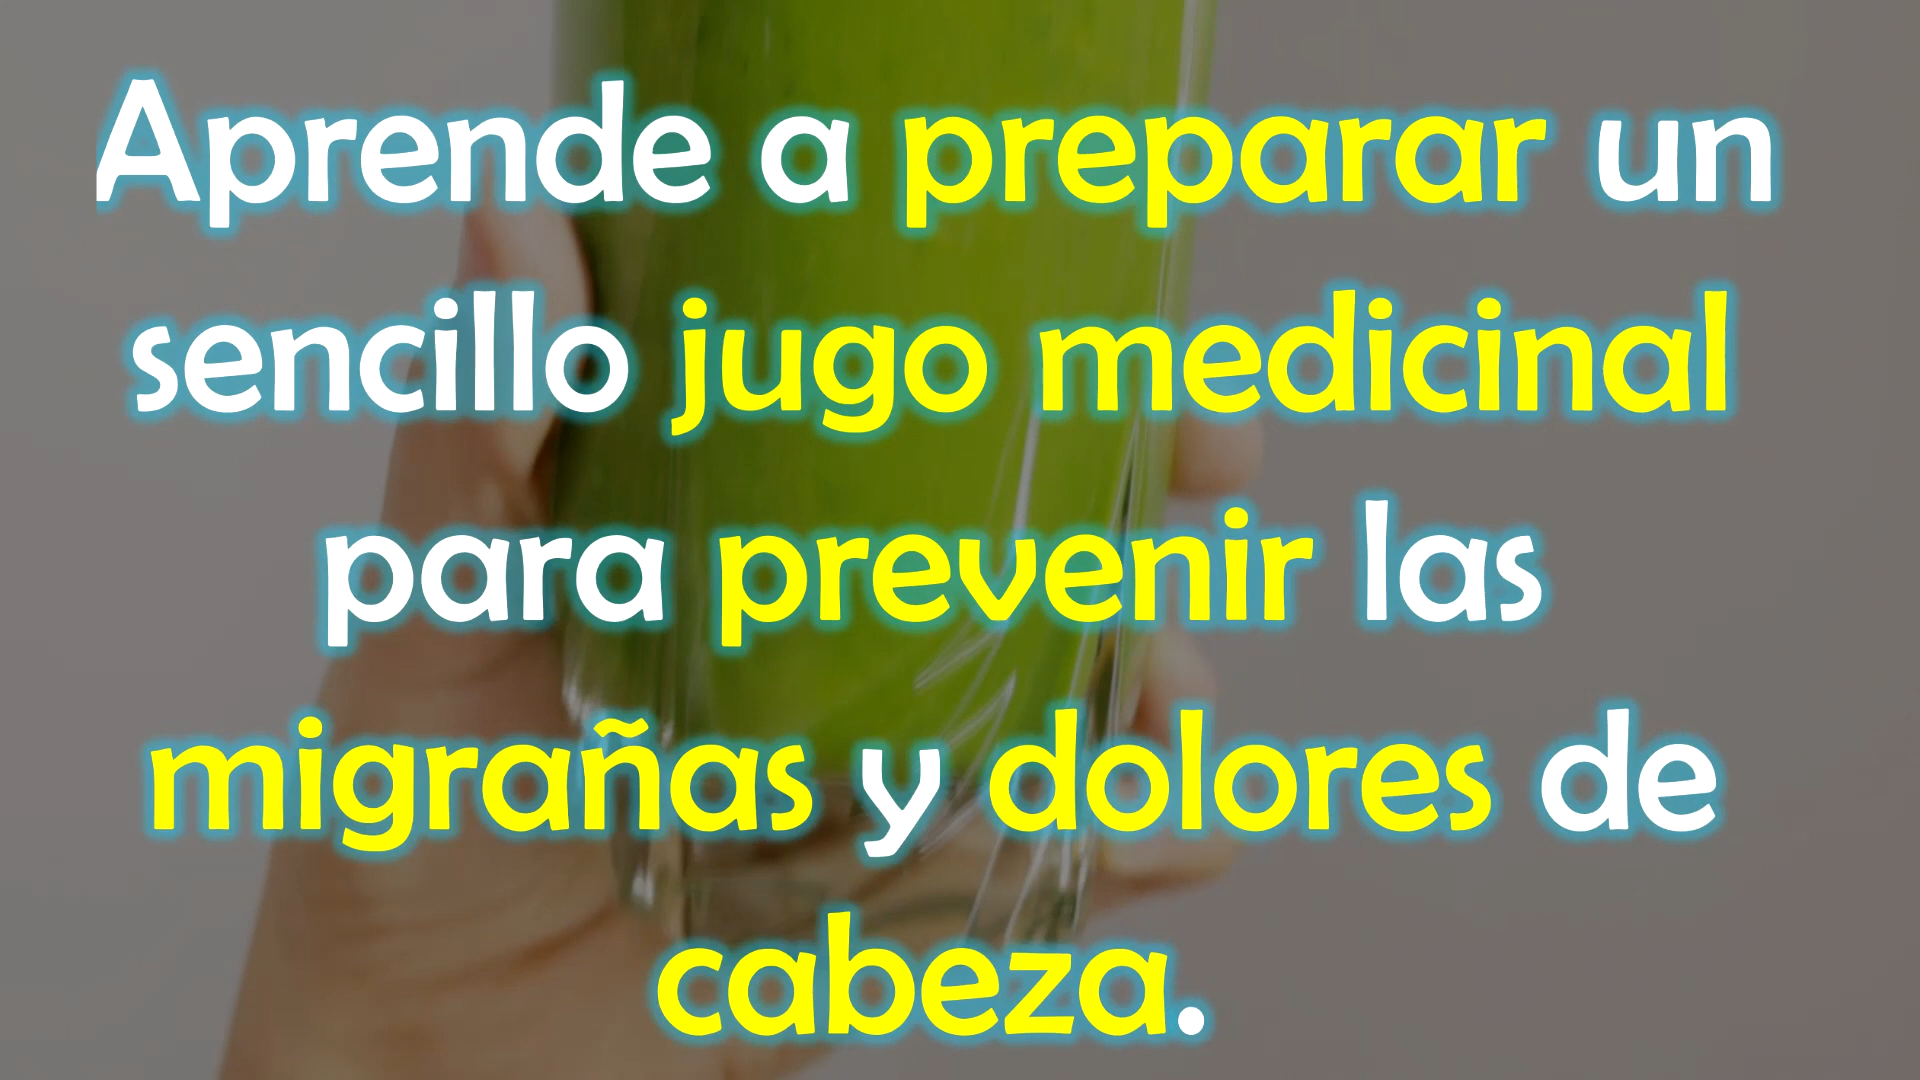 Aprende a preparar un
sencillo jugo medicinal
para prevenir las
migrañas y dolores de
cabeza.